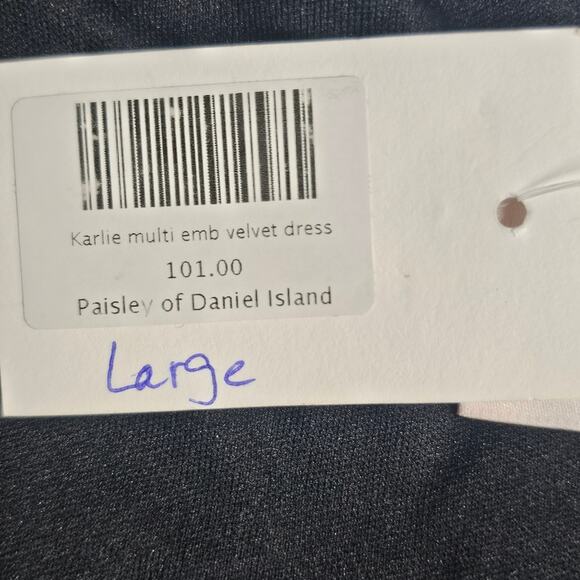 Karlie multi emb velvet dress
101.00
Paisley of Daniel Island
Large